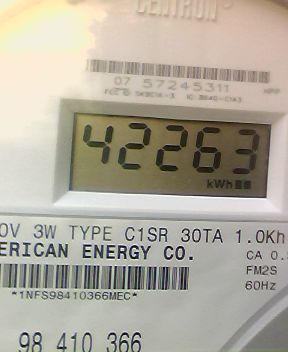 CENTRON
07 57245311
42263
kWh
0V 3W TYPE C1SR 30TA 1.0Kh
ERICAN ENERGY CO.
CA 0.
FM2S
*1NFS98410366MEC*
60Hz
98 410 366